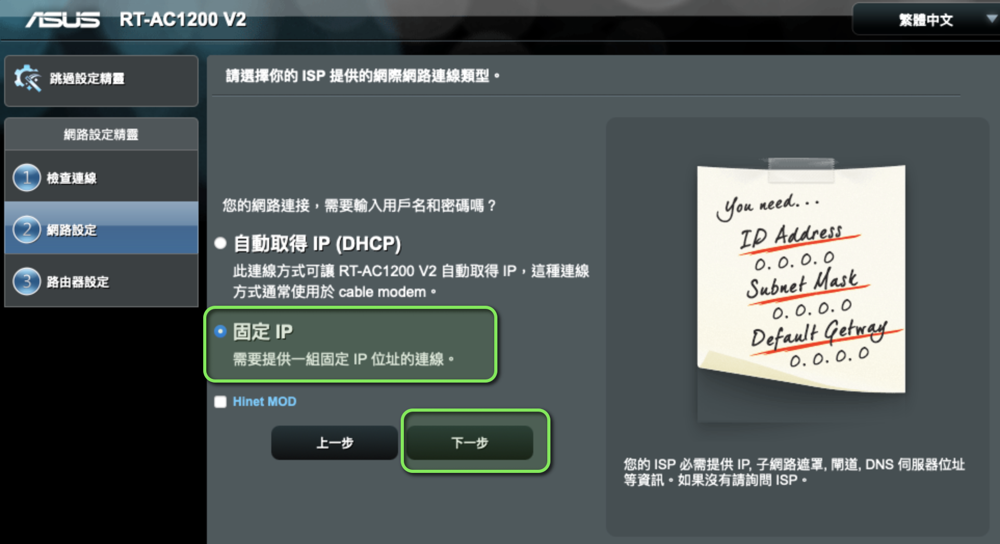 ASUS RT-AC1200 V2
繁體中文
跳過設定精靈
網路設定精靈
1 檢查連線
2 網路設定
3 路由器設定
請選擇你的 ISP 提供的網際網路連線類型。
您的網路連接，需要輸入用戶名和密碼嗎？
自動取得 IP (DHCP)
此連線方式可讓 RT-AC1200 V2 自動取得 IP，這種連線
方式通常使用於 cable modem。
固定 IP
需要提供一組固定 IP 位址的連線。
Hinet MOD
上一步
下一步
You need...
ID Address
0.0.0.0
Subnet Mask
0.0.0.0
Default Getway
0.0.0.0
您的 ISP 必需提供 IP, 子網路遮罩, 閘道, DNS 伺服器位址
等資訊。如果沒有請詢問 ISP。